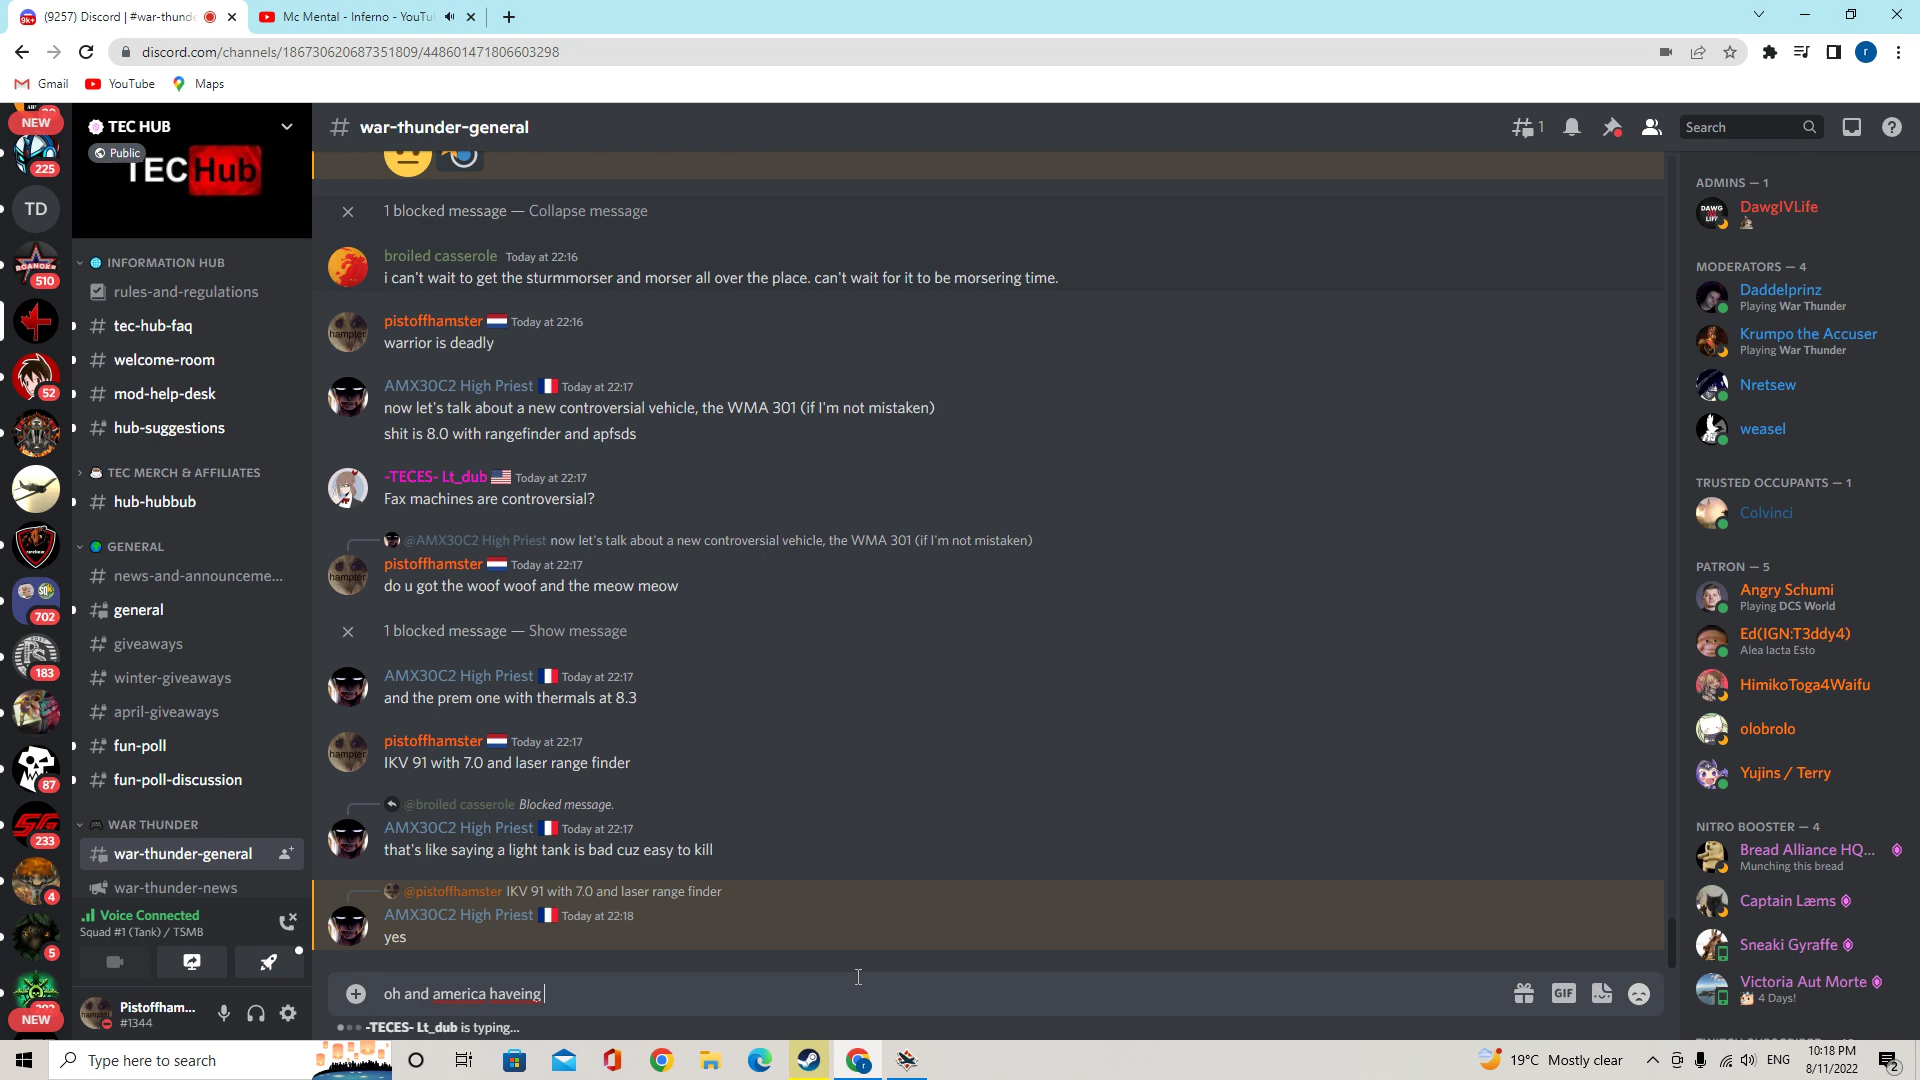 (9257) Discord | #war-thunde
Mc Mental - Inferno - YouTu
discord.com/channels/186730620687351809/448601471806603298
r
Gmail
YouTube
Maps
NEW
225
TD
510
52
702
183
87
233
4
5
NEW
TEC HUB
Public
TEC Hub
INFORMATION HUB
rules-and-regulations
tec-hub-faq
welcome-room
mod-help-desk
hub-suggestions
TEC MERCH & AFFILIATES
hub-hubbub
GENERAL
news-and-announceme...
general
giveaways
winter-giveaways
april-giveaways
fun-poll
fun-poll-discussion
WAR THUNDER
war-thunder-general
war-thunder-news
Voice Connected
Squad #1 (Tank) / TSMB
Pistoffham...
#1344
war-thunder-general
1
Search
1 blocked message — Collapse message
broiled casserole Today at 22:16
i can't wait to get the sturmmorser and morser all over the place. can't wait for it to be morsering time.
pistoffhamster Today at 22:16
warrior is deadly
AMX30C2 High Priest Today at 22:17
now let's talk about a new controversial vehicle, the WMA 301 (if I'm not mistaken)
shit is 8.0 with rangefinder and apfsds
-TECES- Lt_dub Today at 22:17
Fax machines are controversial?
@AMX30C2 High Priest now let's talk about a new controversial vehicle, the WMA 301 (if I'm not mistaken)
pistoffhamster Today at 22:17
do u got the woof woof and the meow meow
1 blocked message — Show message
AMX30C2 High Priest Today at 22:17
and the prem one with thermals at 8.3
pistoffhamster Today at 22:17
IKV 91 with 7.0 and laser range finder
@broiled casserole Blocked message.
AMX30C2 High Priest Today at 22:17
that's like saying a light tank is bad cuz easy to kill
@pistoffhamster IKV 91 with 7.0 and laser range finder
AMX30C2 High Priest Today at 22:18
yes
oh and america haveing
GIF
-TECES- Lt_dub is typing...
ADMINS — 1
DawgIVLife
MODERATORS — 4
Daddelprinz
Playing War Thunder
Krumpo the Accuser
Playing War Thunder
Nretsew
weasel
TRUSTED OCCUPANTS — 1
Colvinci
PATRON — 5
Angry Schumi
Playing DCS World
Ed(IGN:T3ddy4)
Alea Iacta Esto
HimikoToga4Waifu
olobrolo
Yujins / Terry
NITRO BOOSTER — 4
Bread Alliance HQ...
Munching this bread
Captain Læms
Sneaki Gyraffe
Victoria Aut Morte
4 Days!
Type here to search
19°C Mostly clear
ENG
10:18 PM
8/11/2022
2